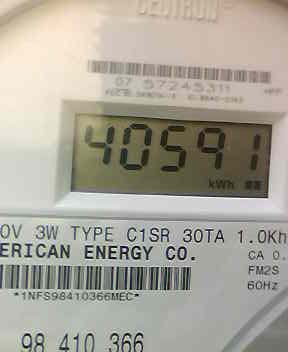 CENTRON
07 57245311
40591
kWh
0V 3W TYPE C1SR 30TA 1.0Kh
ERICAN ENERGY CO.
CA 0.
FM2S
60Hz
*1NFS98410366MEC*
98 410 366